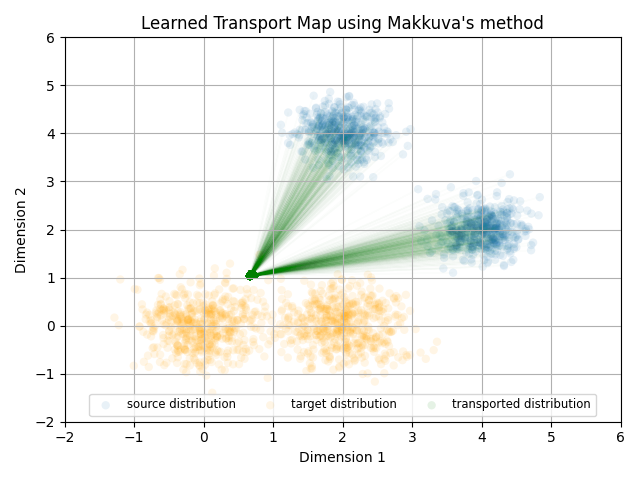 Learned Transport Map using Makkuva's method
6
5
4
3
2
1
0
−1
−2
Dimension 2
source distribution target distribution transported distribution
−2 −1 0 1 2 3 4 5 6
Dimension 1